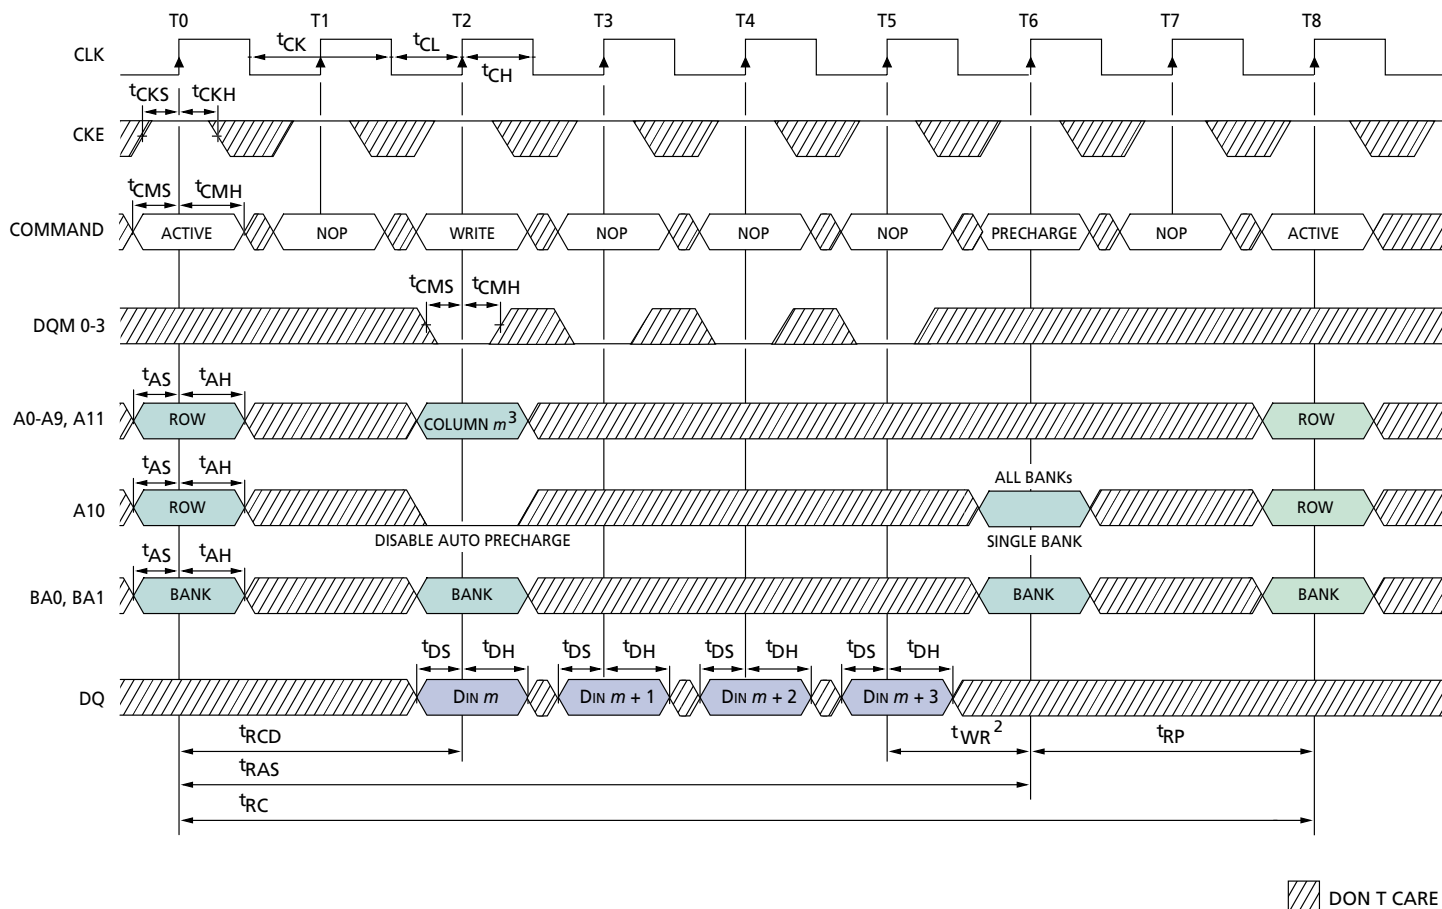 T0 T1 T2 T3 T4 T5 T6 T7 T8
CLK
tCK tCL
tCH
tCKS tCKH
CKE
tCMS tCMH
COMMAND ACTIVE NOP WRITE NOP NOP NOP PRECHARGE NOP ACTIVE
tCMS tCMH
DQM 0-3
tAS tAH
A0-A9, A11 ROW COLUMN m3 ROW
tAS tAH ALL BANKs
A10 ROW ROW
DISABLE AUTO PRECHARGE SINGLE BANK
tAS tAH
BA0, BA1 BANK BANK BANK BANK
tDS tDH tDS tDH tDS tDH tDS tDH
DQ DIN m DIN m + 1 DIN m + 2 DIN m + 3
tRCD tWR2 tRP
tRAS
tRC
DON T CARE